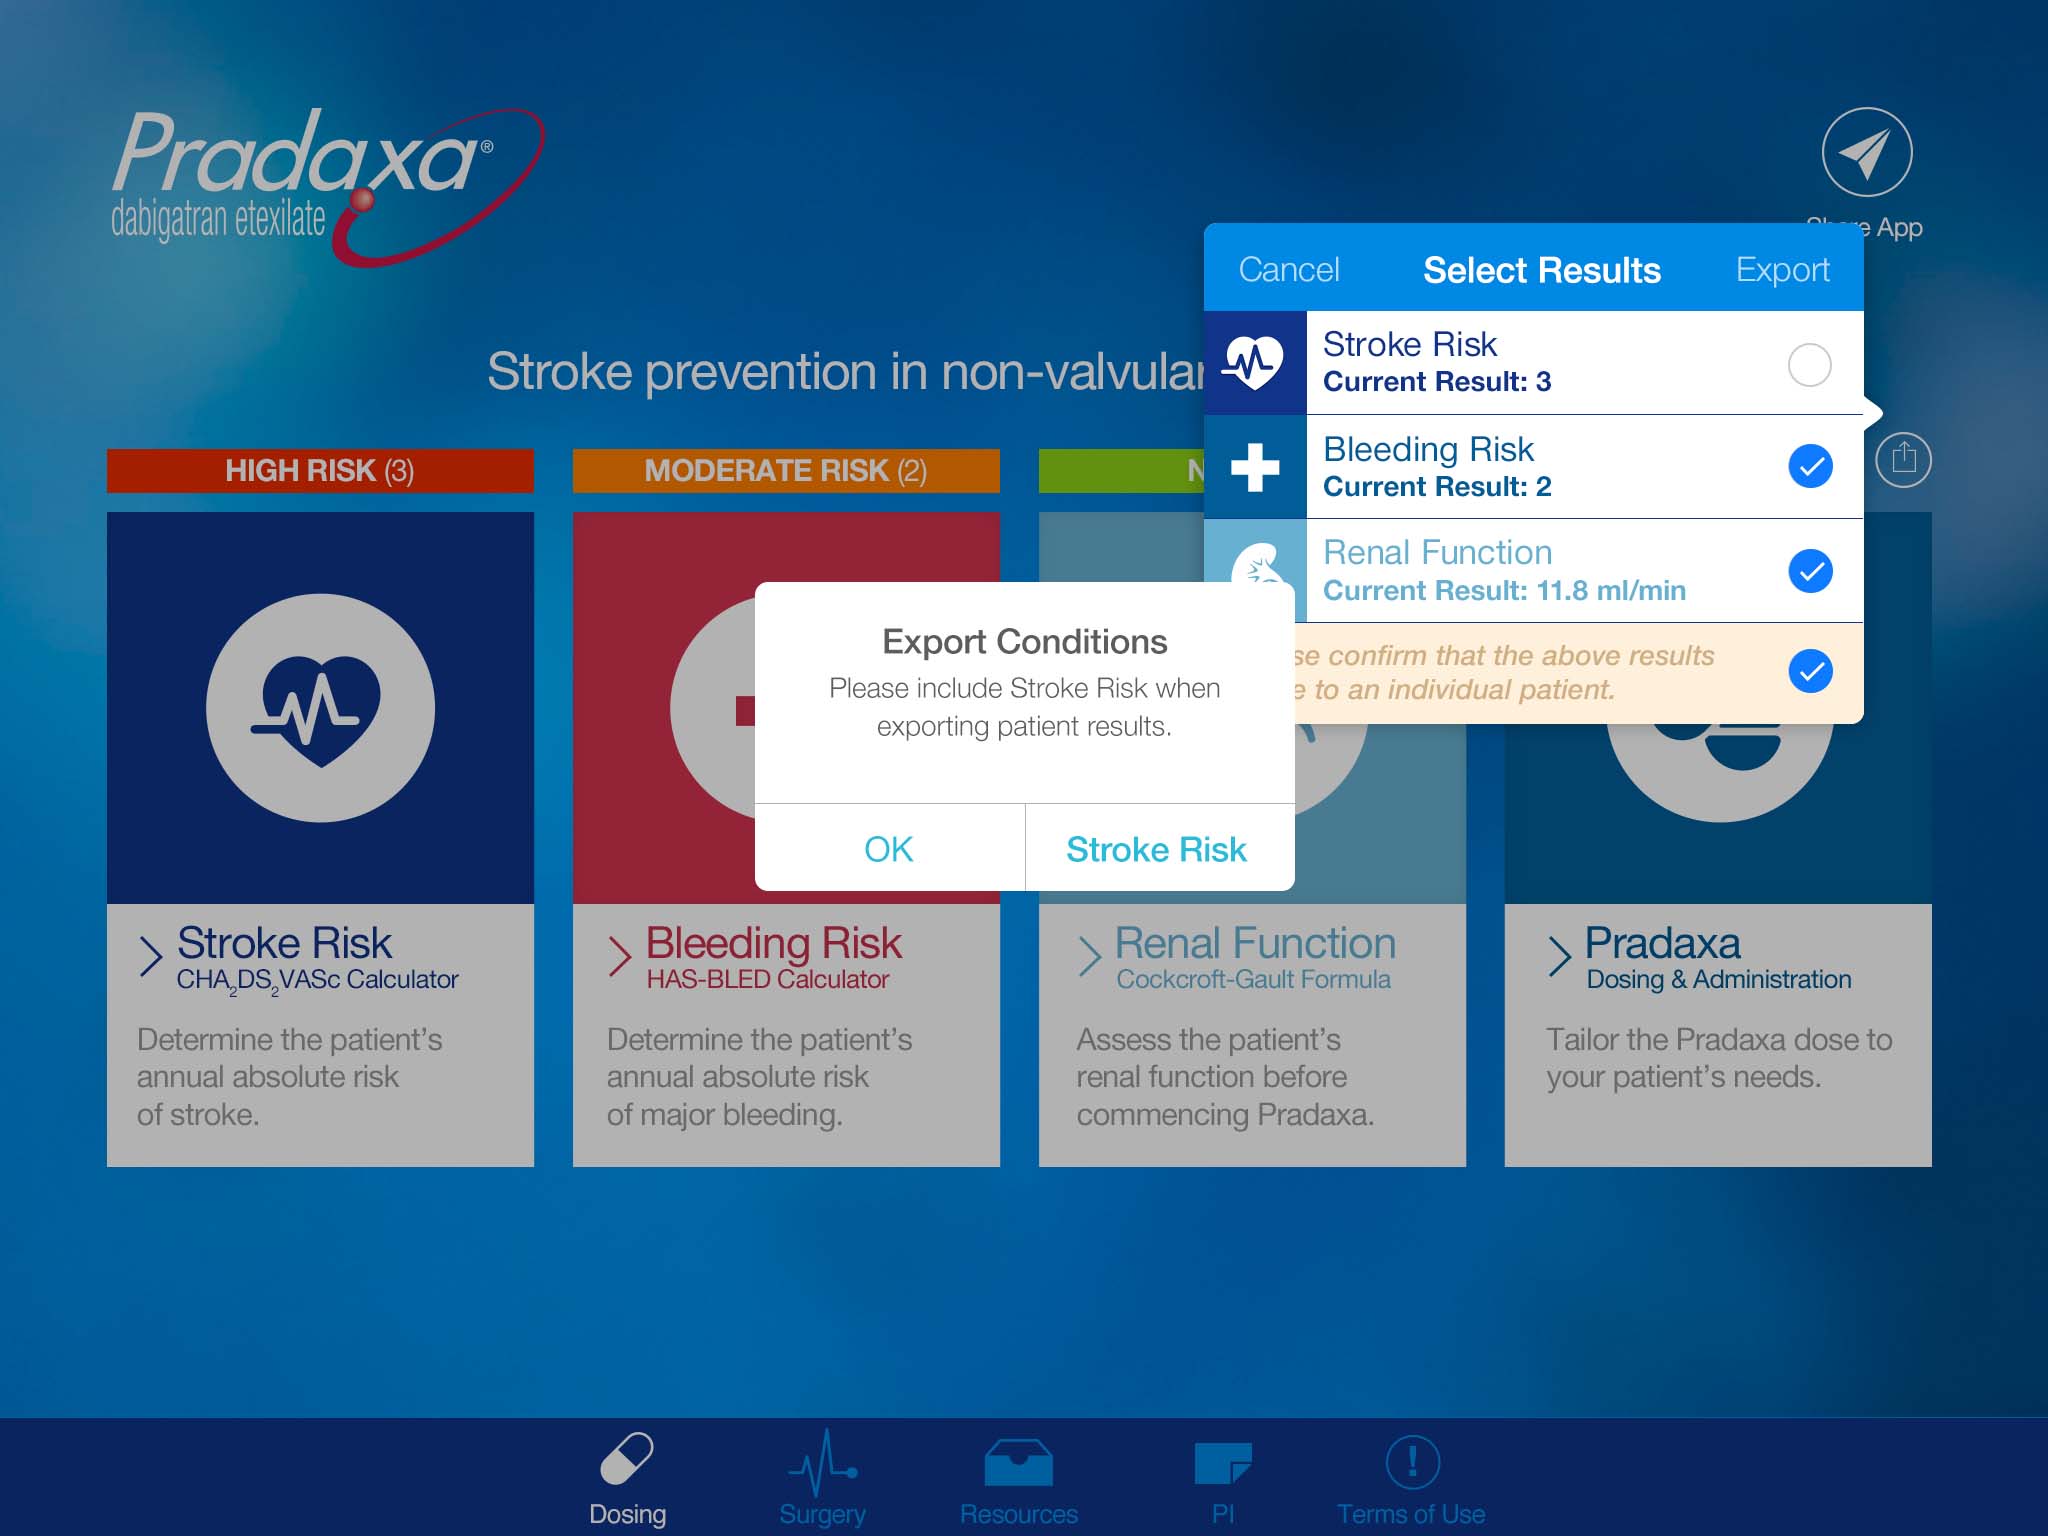 Pradaxa®
dabigatran etexilate
Share App
Stroke prevention in non-valvular
Cancel
Select Results
Export
Stroke Risk
Current Result: 3
Bleeding Risk
Current Result: 2
Renal Function
Current Result: 11.8 ml/min
confirm that the above results
to an individual patient.
HIGH RISK (3)
MODERATE RISK (2)
Export Conditions
Please include Stroke Risk when
exporting patient results.
OK
Stroke Risk
Stroke Risk
CHA₂DS₂VASc Calculator
Determine the patient’s
annual absolute risk
of stroke.
Bleeding Risk
HAS-BLED Calculator
Determine the patient’s
annual absolute risk
of major bleeding.
Renal Function
Cockcroft-Gault Formula
Assess the patient’s
renal function before
commencing Pradaxa.
Pradaxa
Dosing & Administration
Tailor the Pradaxa dose to
your patient’s needs.
Dosing
Surgery
Resources
PI
Terms of Use